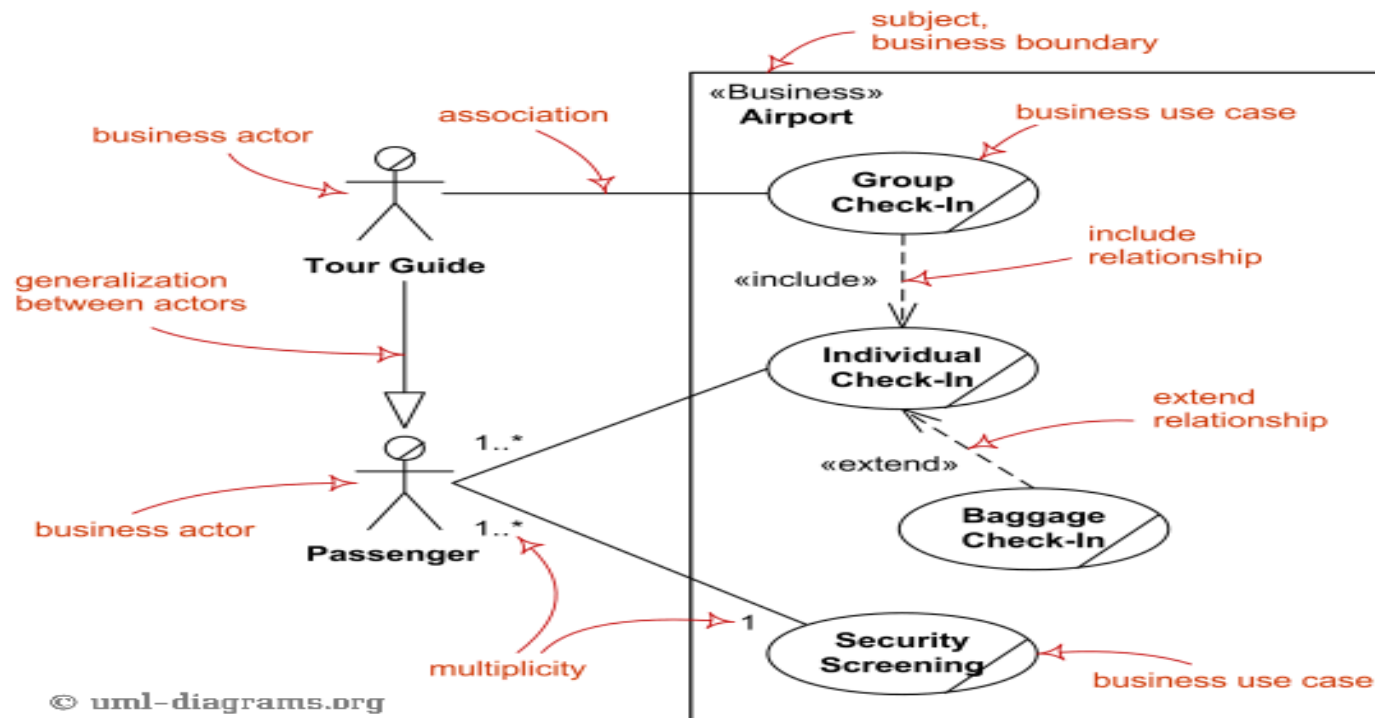 subject,
business boundary
«Business»
Airport
association
business use case
business actor
Group
Check-In
include
relationship
Tour Guide
«include»
generalization
between actors
Individual
Check-In
extend
relationship
1..*
«extend»
business actor
1..*
Passenger
Baggage
Check-In
1
Security
Screening
multiplicity
business use case
© uml-diagrams.org